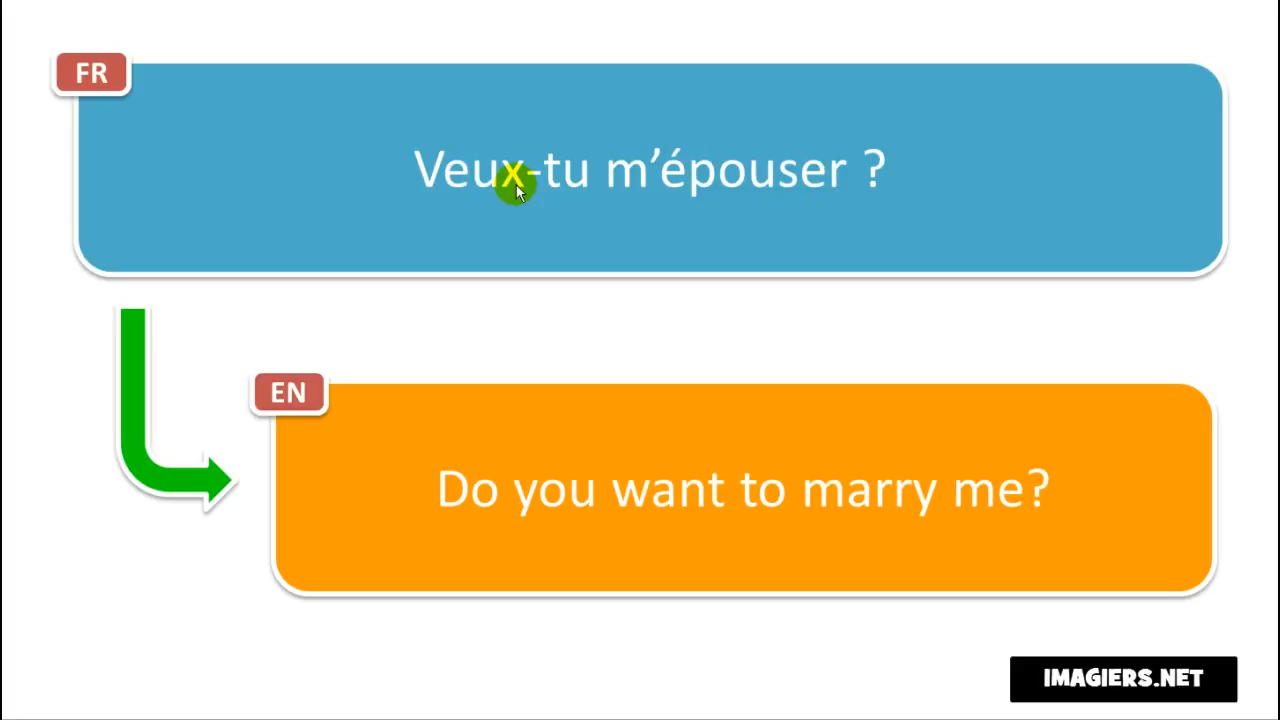 FR
Veux-tu m’épouser ?
EN
Do you want to marry me?
IMAGIERS.NET